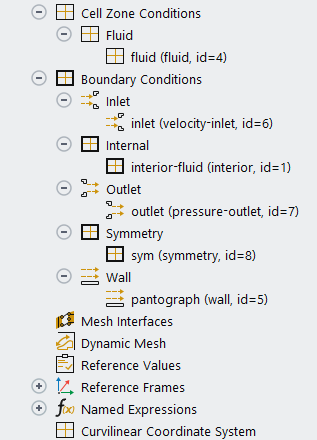 Cell Zone Conditions
Fluid
fluid (fluid, id=4)
Boundary Conditions
Inlet
inlet (velocity-inlet, id=6)
Internal
interior-fluid (interior, id=1)
Outlet
outlet (pressure-outlet, id=7)
Symmetry
sym (symmetry, id=8)
Wall
pantograph (wall, id=5)
Mesh Interfaces
Dynamic Mesh
Reference Values
Reference Frames
f(x) Named Expressions
Curvilinear Coordinate System